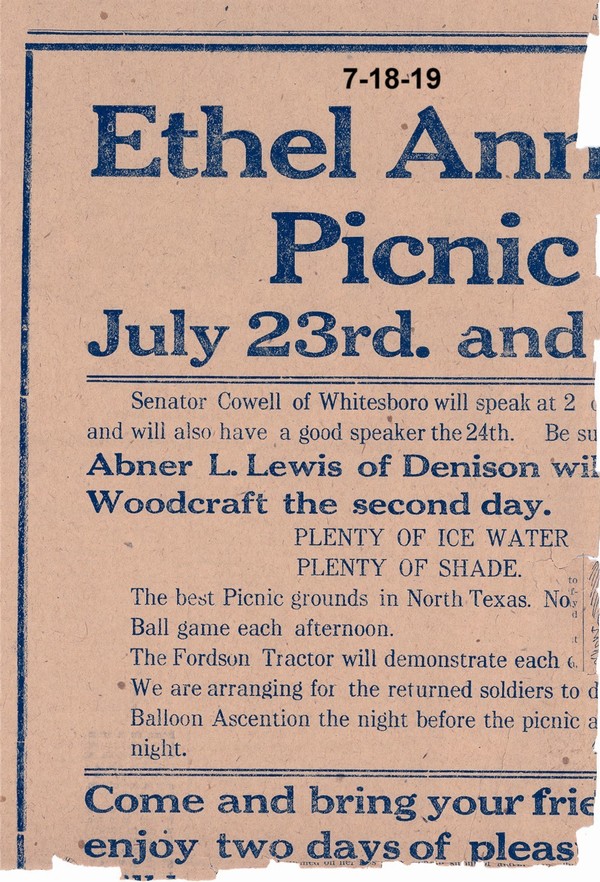 7-18-19
Ethel Ann
Picnic
July 23rd. and
Senator Cowell of Whitesboro will speak at 2
and will also have a good speaker the 24th. Be su
Abner L. Lewis of Denison wil
Woodcraft the second day.
PLENTY OF ICE WATER
PLENTY OF SHADE.
The best Picnic grounds in North Texas. No
Ball game each afternoon.
The Fordson Tractor will demonstrate each
We are arranging for the returned soldiers to d
Balloon Ascention the night before the picnic a
night.
Come and bring your frie
enjoy two days of pleas